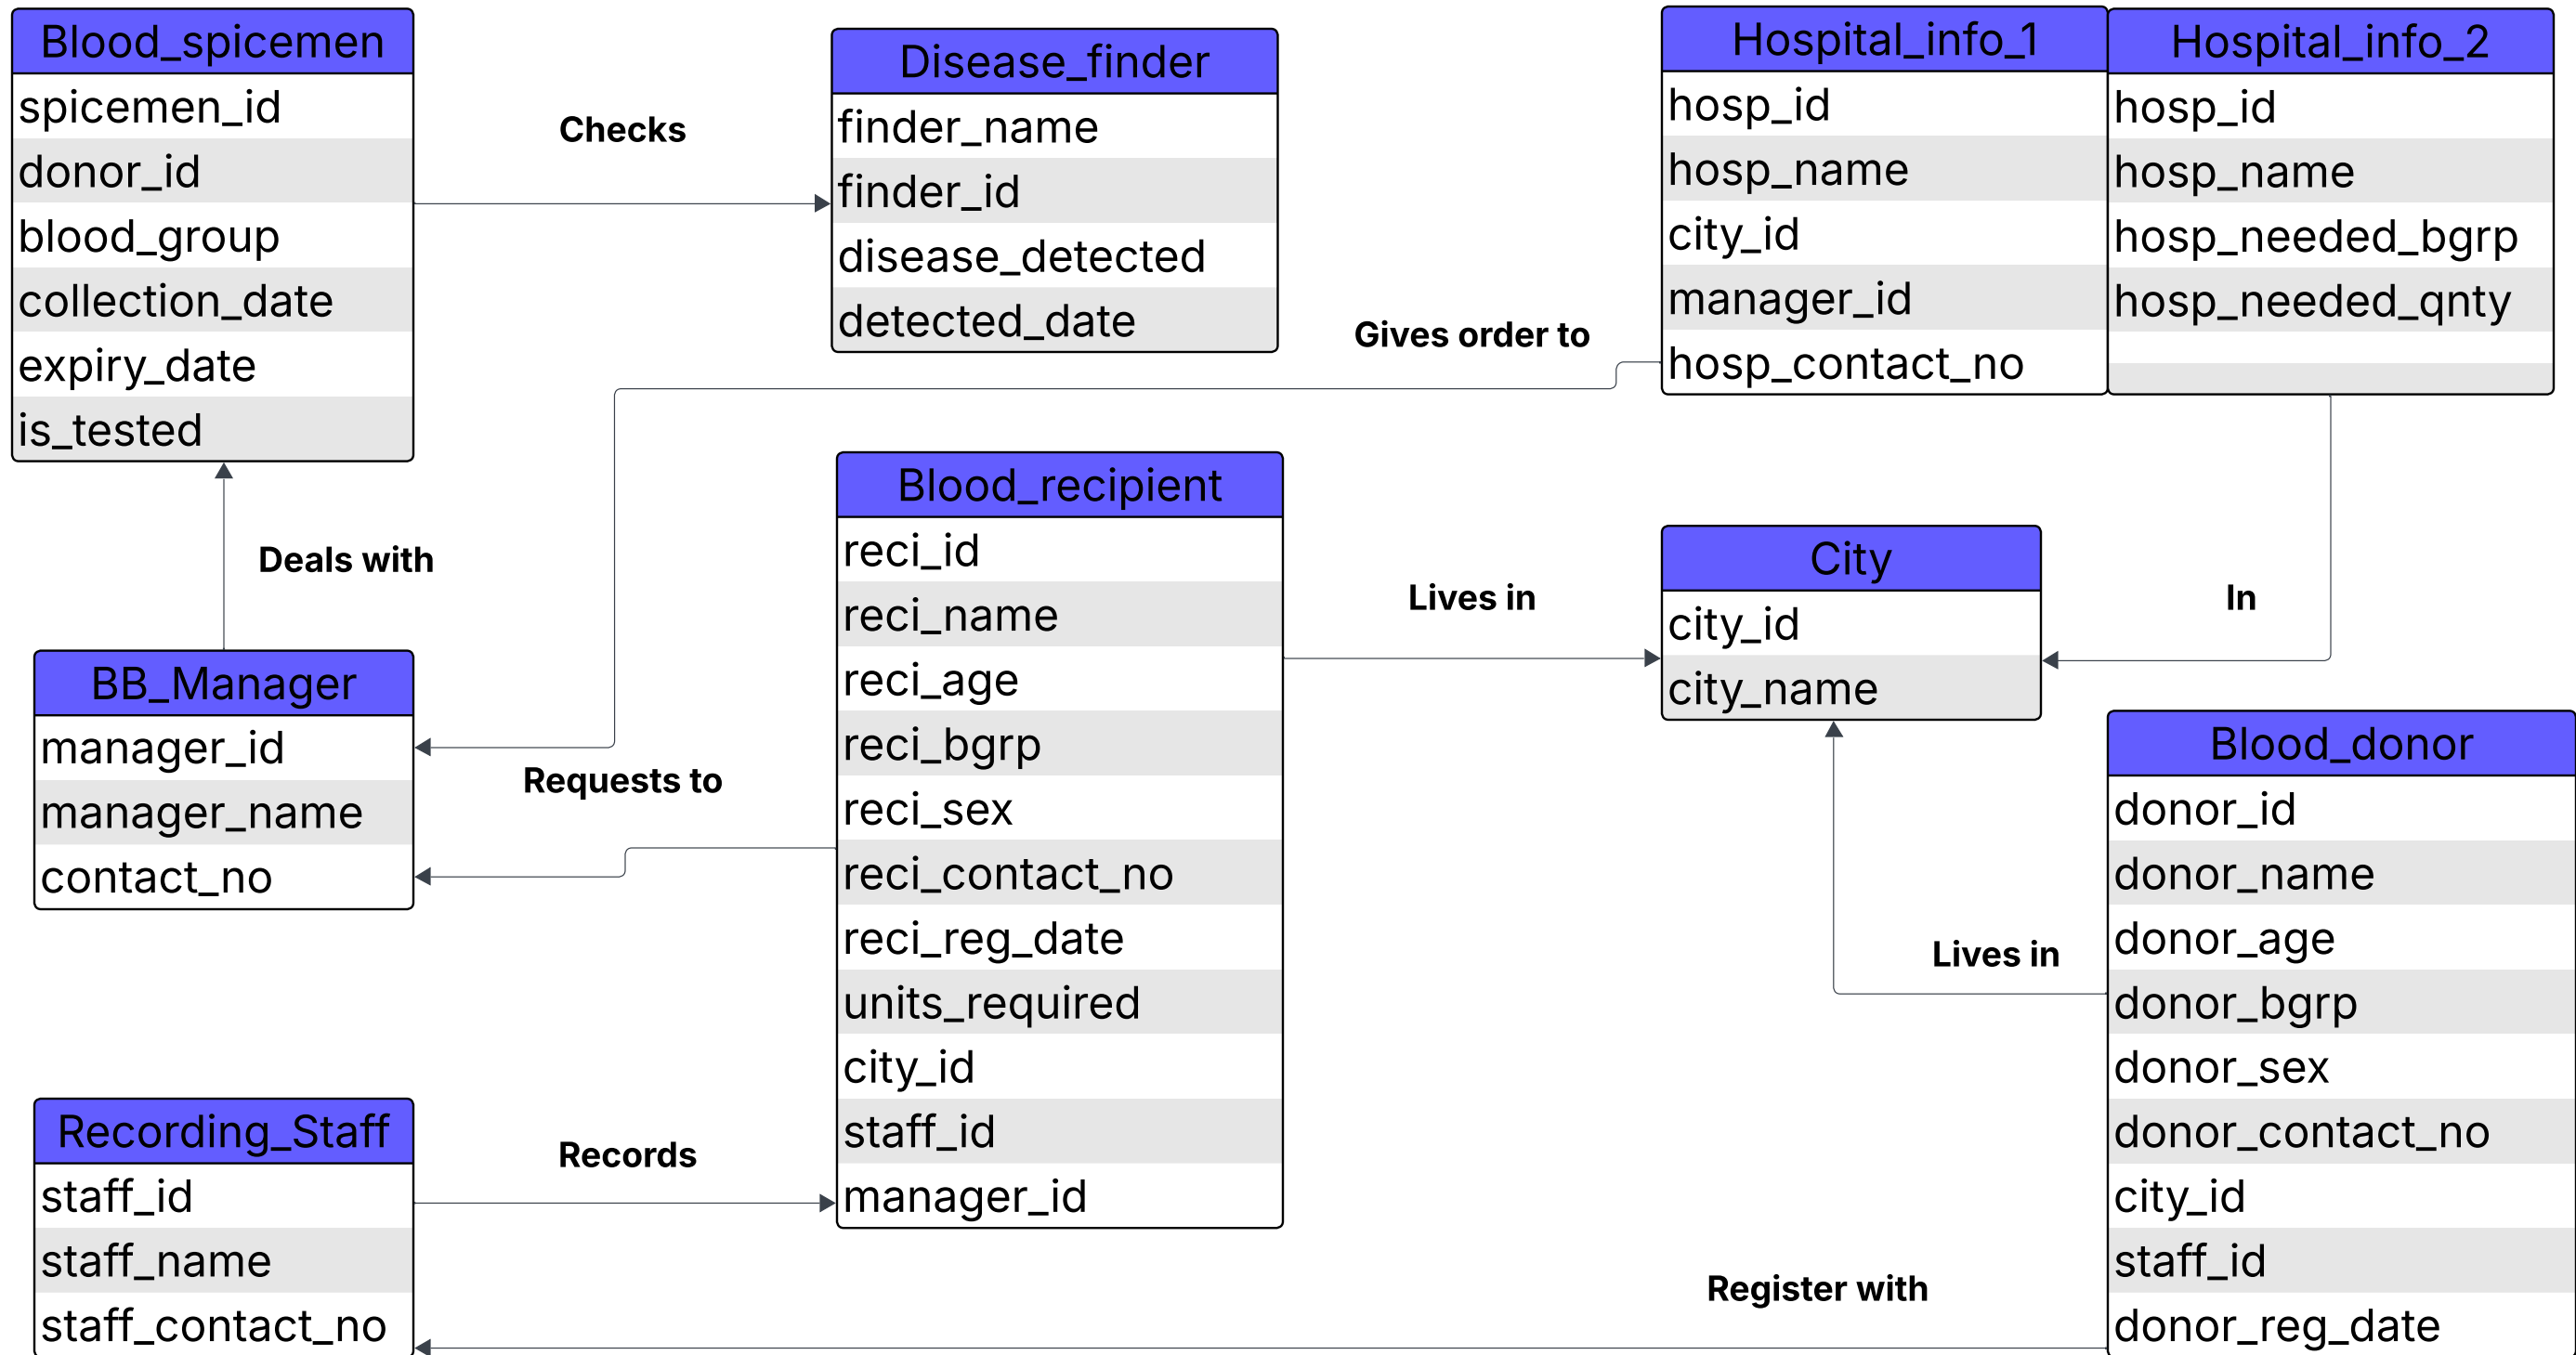 Blood_spicemen
spicemen_id
donor_id
blood_group
collection_date
expiry_date
is_tested
Checks
Disease_finder
finder_name
finder_id
disease_detected
detected_date
Hospital_info_1
hosp_id
hosp_name
city_id
manager_id
hosp_contact_no
Hospital_info_2
hosp_id
hosp_name
hosp_needed_bgrp
hosp_needed_qnty
Gives order to
Deals with
BB_Manager
manager_id
manager_name
contact_no
Requests to
Blood_recipient
reci_id
reci_name
reci_age
reci_bgrp
reci_sex
reci_contact_no
reci_reg_date
units_required
city_id
staff_id
manager_id
Lives in
City
city_id
city_name
In
Lives in
Blood_donor
donor_id
donor_name
donor_age
donor_bgrp
donor_sex
donor_contact_no
city_id
staff_id
donor_reg_date
Recording_Staff
staff_id
staff_name
staff_contact_no
Records
Register with